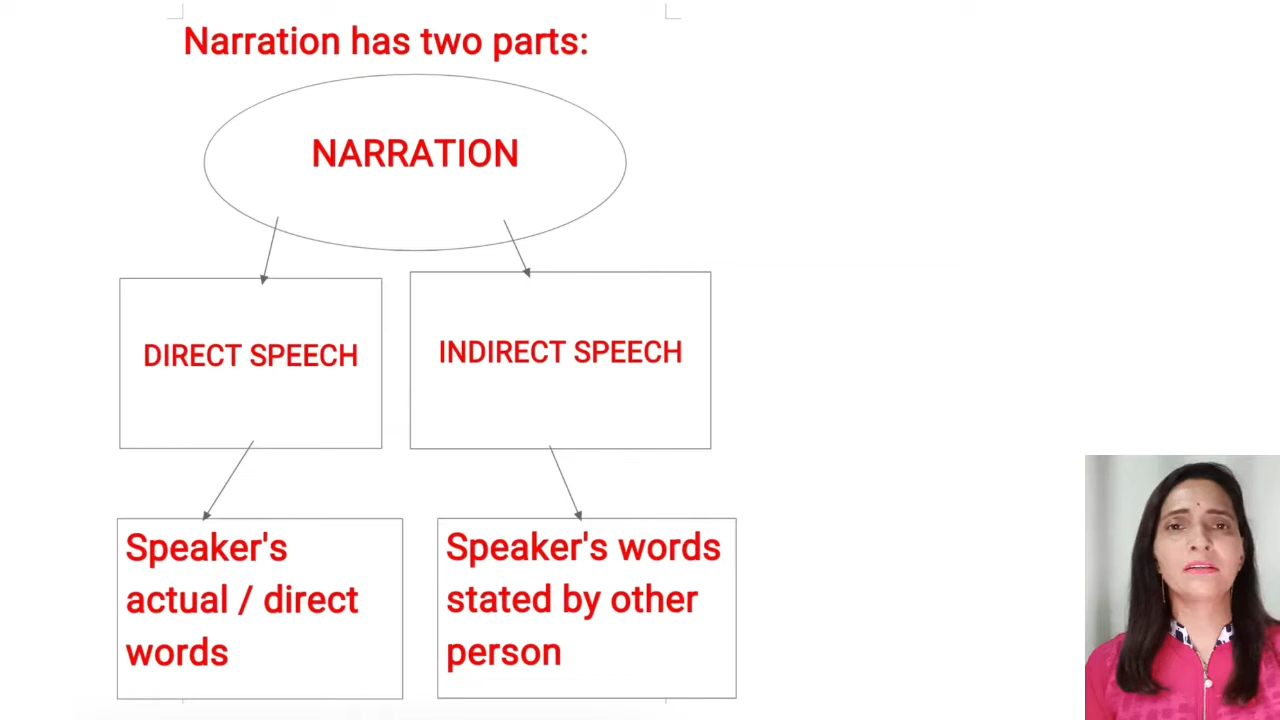 Narration has two parts:
NARRATION
DIRECT SPEECH
INDIRECT SPEECH
Speaker's
actual / direct
words
Speaker's words
stated by other
person